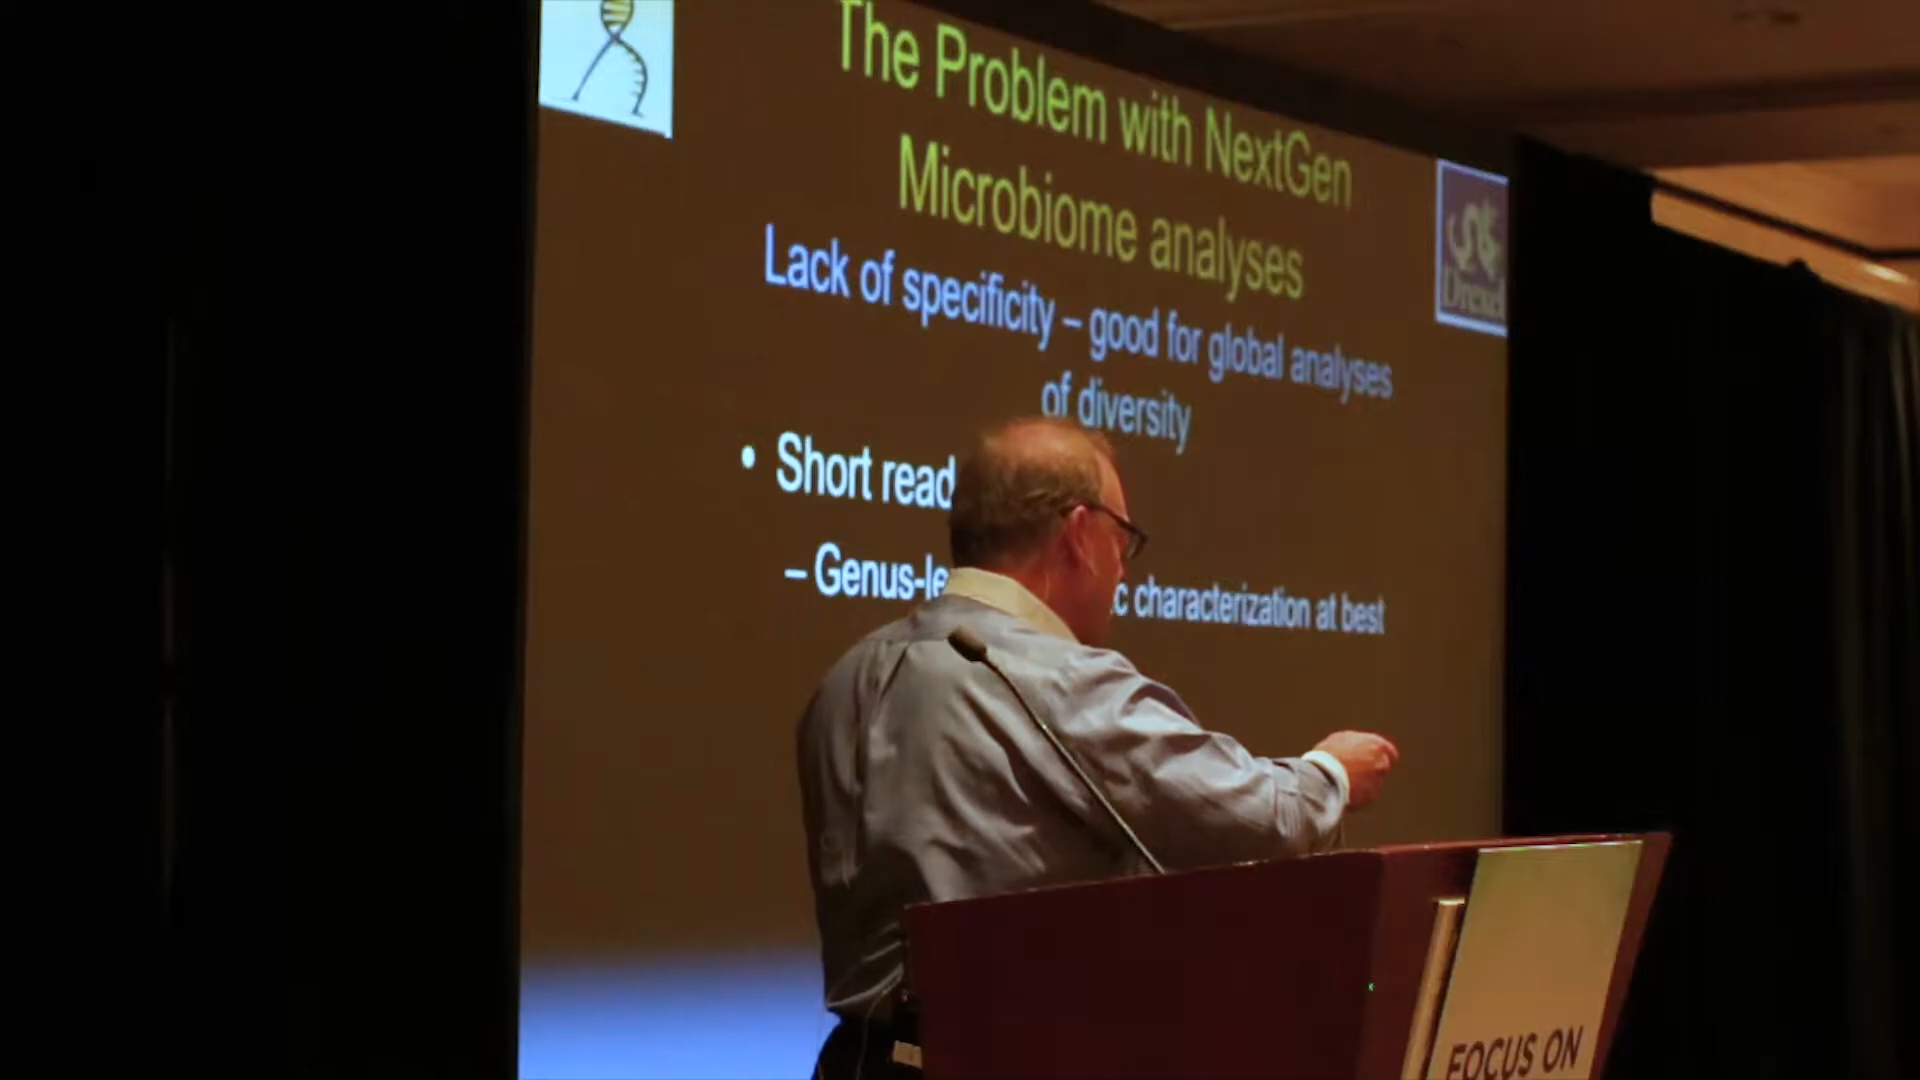 The Problem with NextGen
Microbiome analyses
Drexel
Lack of specificity – good for global analyses
of diversity
• Short read
– Genus-le c characterization at best
FOCUS ON